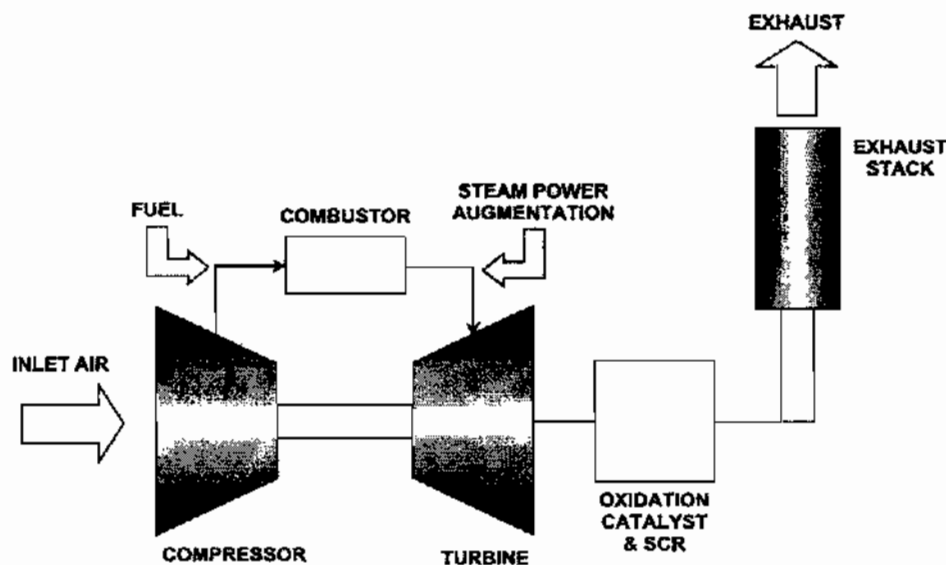 EXHAUST
EXHAUST
STACK
STEAM POWER
AUGMENTATION
FUEL
COMBUSTOR
INLET AIR
OXIDATION
CATALYST
& SCR
COMPRESSOR
TURBINE